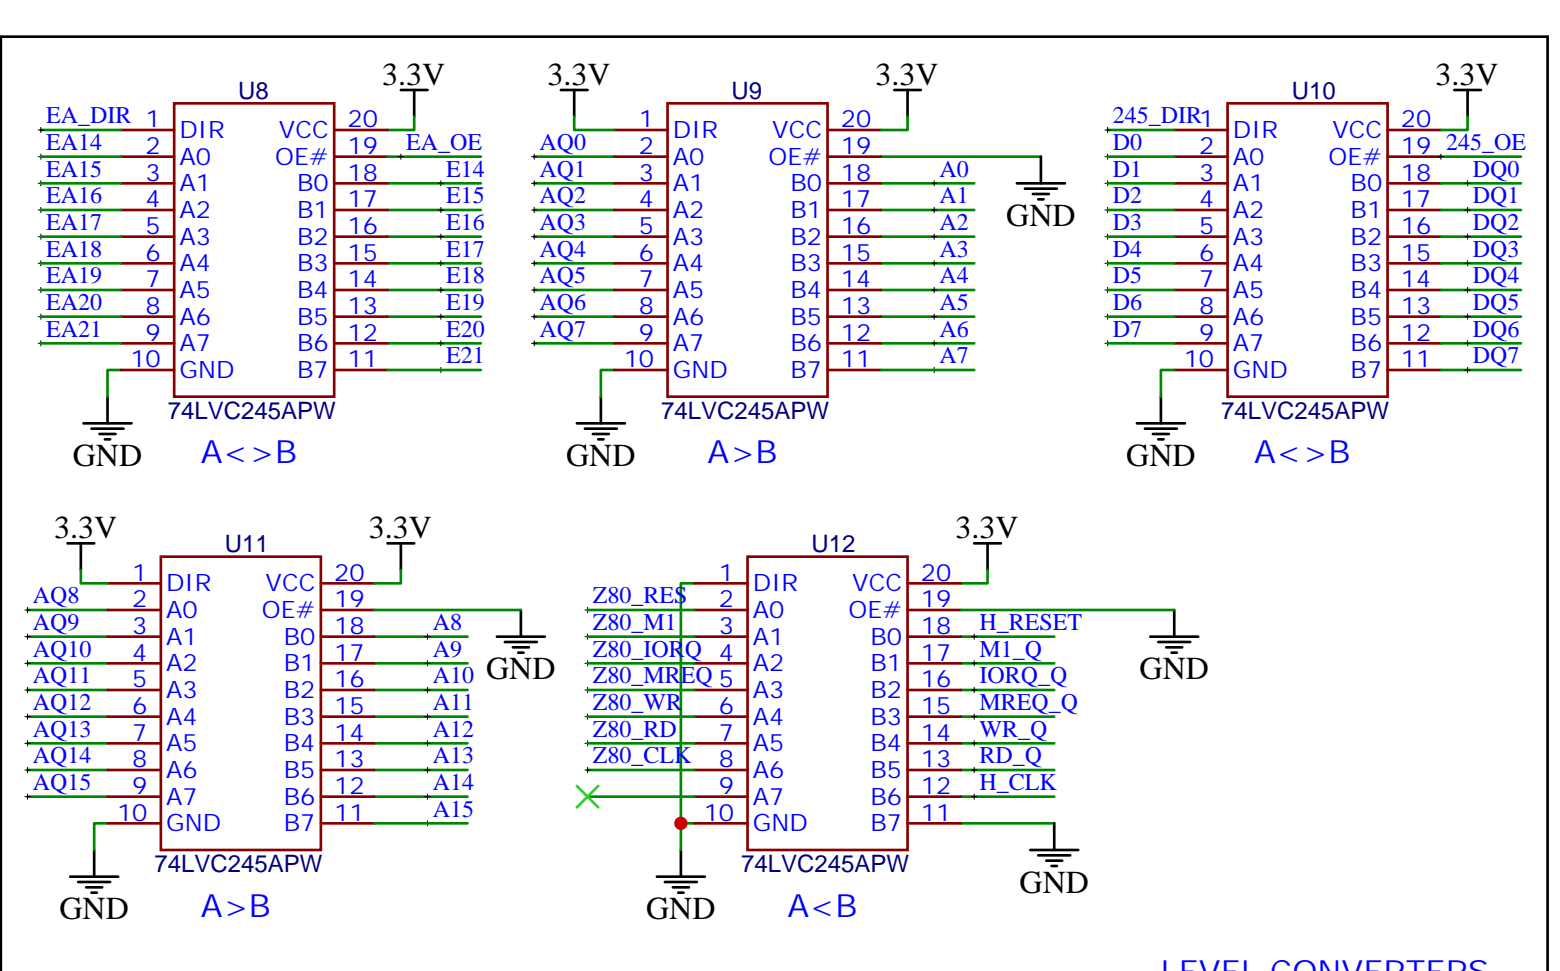 3.3V 3.3V 3.3V 3.3V
U8 U9 U10
EA_DIR 1 DIR VCC 20
EA14 2 A0 OE# 19 EA_OE
EA15 3 A1 B0 18 E14
EA16 4 A2 B1 17 E15
EA17 5 A3 B2 16 E16
EA18 6 A4 B3 15 E17
EA19 7 A5 B4 14 E18
EA20 8 A6 B5 13 E19
EA21 9 A7 B6 12 E20
10 GND B7 11 E21
74LVC245APW
GND A<>B
1 DIR VCC 20
AQ0 2 A0 OE# 19
AQ1 3 A1 B0 18 A0
AQ2 4 A2 B1 17 A1
AQ3 5 A3 B2 16 A2
AQ4 6 A4 B3 15 A3
AQ5 7 A5 B4 14 A4
AQ6 8 A6 B5 13 A5
AQ7 9 A7 B6 12 A6
10 GND B7 11 A7
GND
74LVC245APW
GND A>B
245_DIR 1 DIR VCC 20
D0 2 A0 OE# 19 245_OE
D1 3 A1 B0 18 DQ0
D2 4 A2 B1 17 DQ1
D3 5 A3 B2 16 DQ2
D4 6 A4 B3 15 DQ3
D5 7 A5 B4 14 DQ4
D6 8 A6 B5 13 DQ5
D7 9 A7 B6 12 DQ6
10 GND B7 11 DQ7
74LVC245APW
GND A<>B
3.3V 3.3V 3.3V
U11 U12
1 DIR VCC 20
AQ8 2 A0 OE# 19
AQ9 3 A1 B0 18 A8
AQ10 4 A2 B1 17 A9
AQ11 5 A3 B2 16 A10
AQ12 6 A4 B3 15 A11
AQ13 7 A5 B4 14 A12
AQ14 8 A6 B5 13 A13
AQ15 9 A7 B6 12 A14
10 GND B7 11 A15
GND
74LVC245APW
GND A>B
1 DIR VCC 20
Z80_RES 2 A0 OE# 19
Z80_M1 3 A1 B0 18 H_RESET
Z80_IORQ 4 A2 B1 17 M1_Q
Z80_MREQ 5 A3 B2 16 IORQ_Q
Z80_WR 6 A4 B3 15 MREQ_Q
Z80_RD 7 A5 B4 14 WR_Q
Z80_CLK 8 A6 B5 13 RD_Q
9 A7 B6 12 H_CLK
10 GND B7 11
GND
74LVC245APW GND
GND A<B
LEVEL CONVERTERS